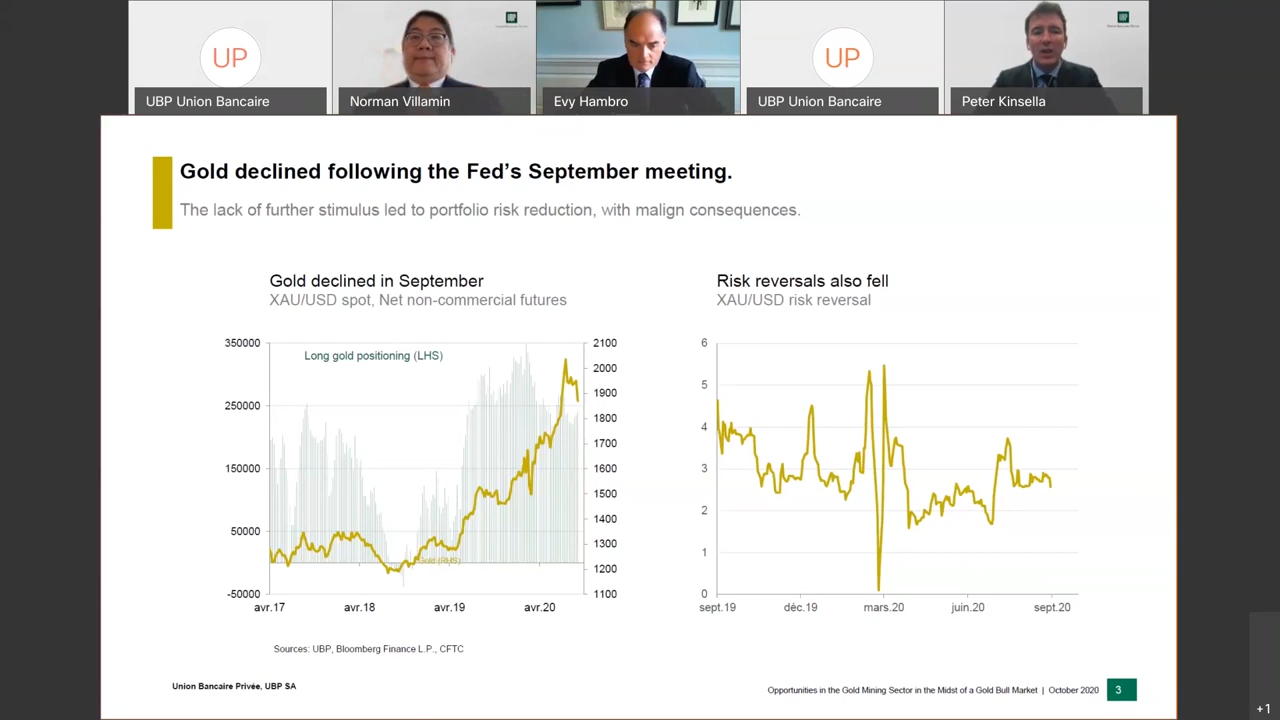 UP
UBP Union Bancaire
Norman Villamin
Evy Hambro
UP
UBP Union Bancaire
UBP
Peter Kinsella
Gold declined following the Fed's September meeting.
The lack of further stimulus led to portfolio risk reduction, with malign consequences.
Gold declined in September
XAU/USD spot, Net non-commercial futures
350000
250000
150000
50000
-50000
Long gold positioning (LHS)
Gold (RHS)
2100
2000
1900
1800
1700
1600
1500
1400
1300
1200
1100
avr.17
avr.18
avr.19
avr.20
Risk reversals also fell
XAU/USD risk reversal
6
5
4
3
2
1
0
sept.19
déc.19
mars.20
juin.20
sept.20
Sources: UBP, Bloomberg Finance L.P., CFTC
Union Bancaire Privée, UBP SA
Opportunities in the Gold Mining Sector in the Midst of a Gold Bull Market | October 2020
3
+1